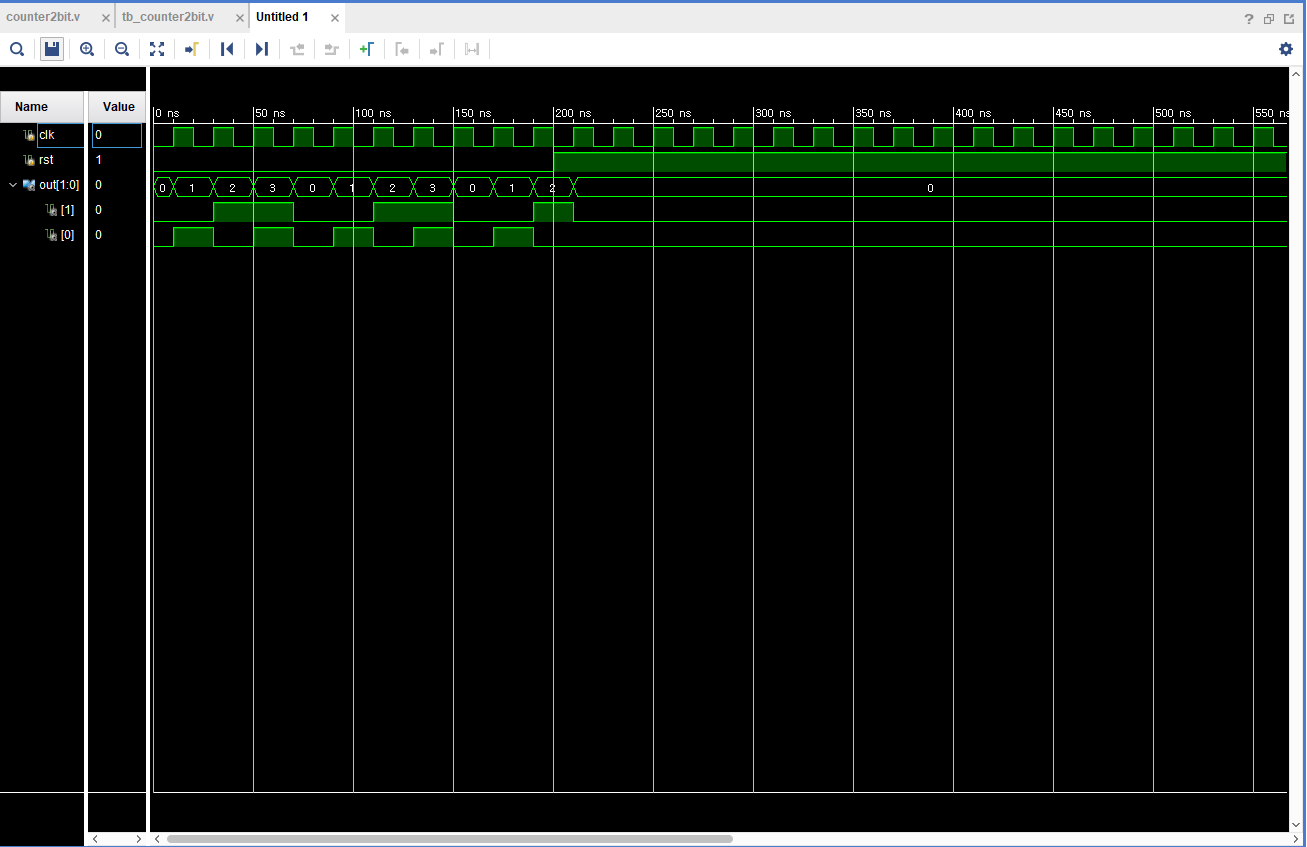 counter2bit.v × tb_counter2bit.v × Untitled 1 ×
?
Name Value
0 ns 50 ns 100 ns 150 ns 200 ns 250 ns 300 ns 350 ns 400 ns 450 ns 500 ns 550 ns
clk 0
rst 1
out[1:0] 0 0 1 2 3 0 1 2 3 0 1 2 0
[1] 0
[0] 0